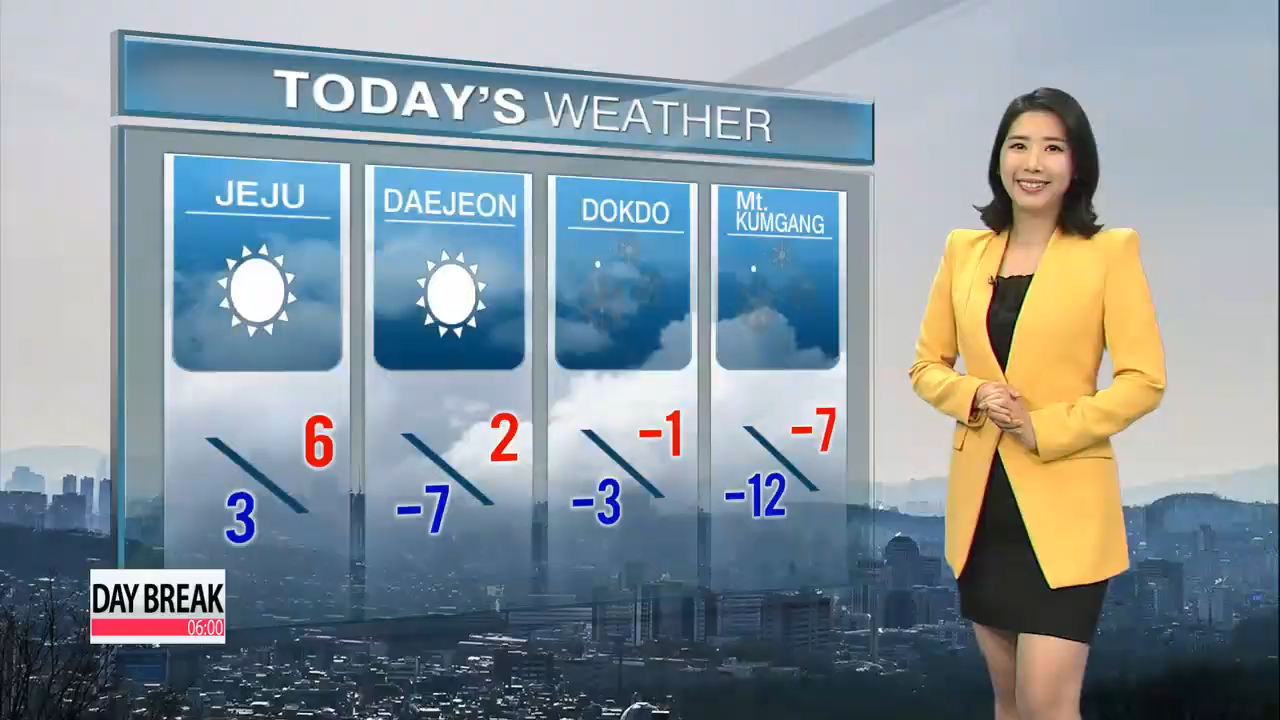 TODAY'S WEATHER
JEJU
6
3
DAEJEON
2
-7
DOKDO
-1
-3
Mt.
KUMGANG
-7
-12
DAY BREAK
06:00